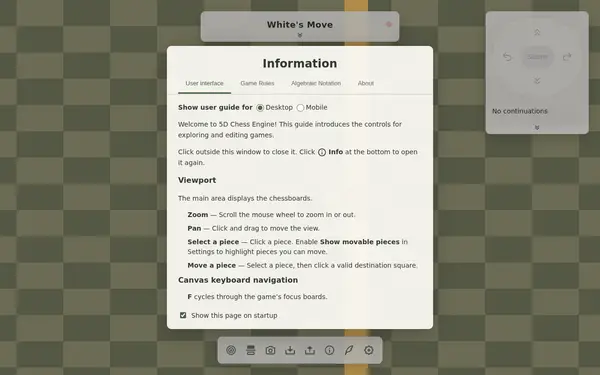 White's Move
Information
User Interface
Game Rules
Algebraic Notation
About
Show user guide for Desktop Mobile
Welcome to 5D Chess Engine! This guide introduces the controls for
exploring and editing games.
Click outside this window to close it. Click Info at the bottom to open
it again.
Viewport
The main area displays the chessboards.
Zoom — Scroll the mouse wheel to zoom in or out.
Pan — Click and drag to move the view.
Select a piece — Click a piece. Enable Show movable pieces in
Settings to highlight pieces you can move.
Move a piece — Select a piece, then click a valid destination square.
Canvas keyboard navigation
F cycles through the game's focus boards.
Show this page on startup
No continuations